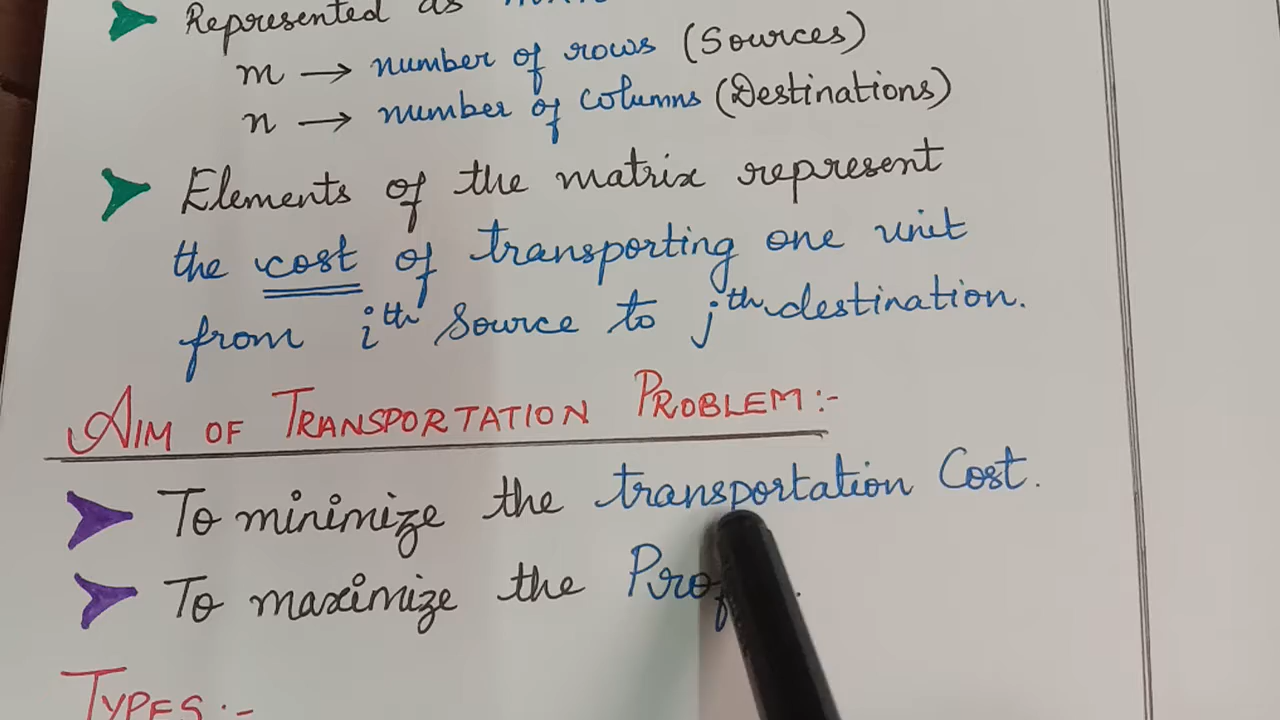 Represented as
m → number of rows (Sources)
n → number of columns (Destinations)
Elements of the matrix represent
the cost of transporting one unit
from ith source to jth destination.
AIM OF TRANSPORTATION PROBLEM:-
To minimize the transportation Cost.
To maximize the
TYPES:-